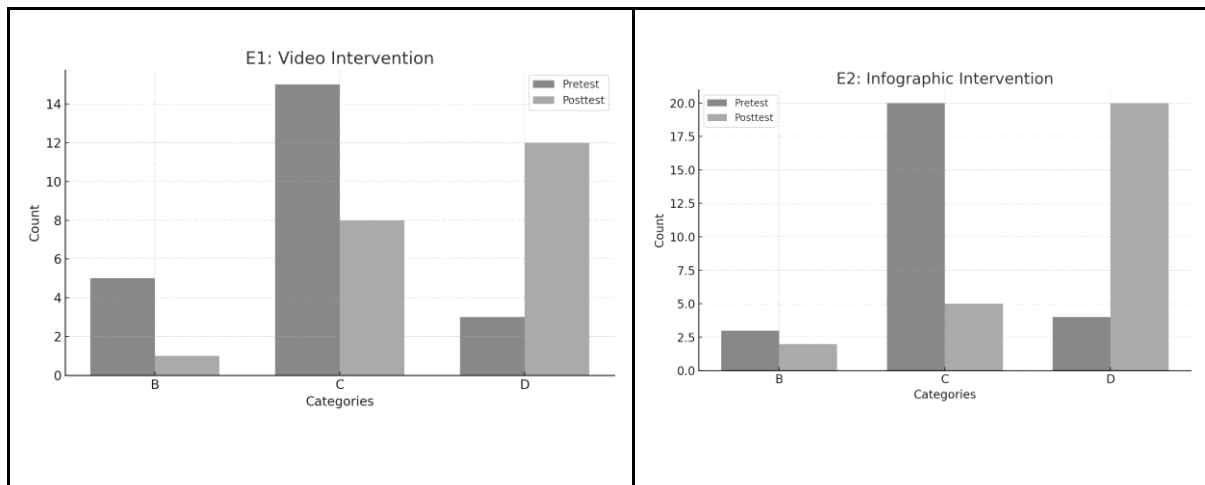 E1: Video Intervention
Pretest
Posttest
14
12
10
8
6
4
2
0
Count
B
C
D
Categories
E2: Infographic Intervention
Pretest
Posttest
20.0
17.5
15.0
12.5
10.0
7.5
5.0
2.5
0.0
Count
B
C
D
Categories